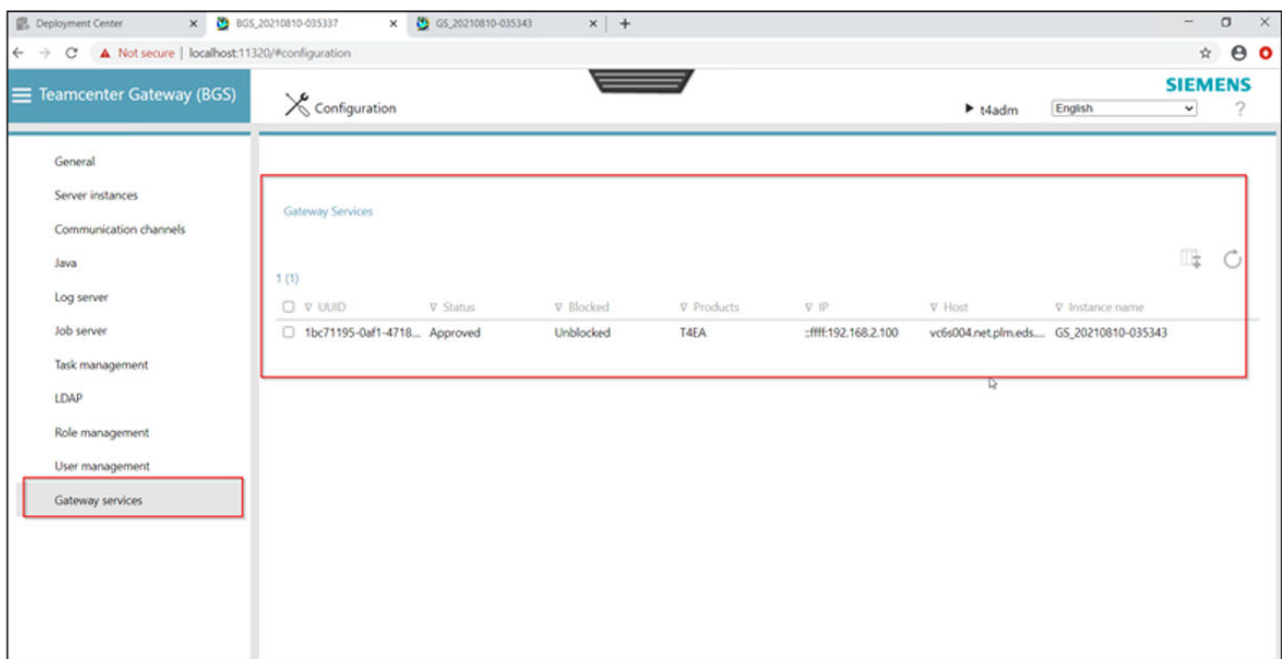 Deployment Center
BGS_20210810-035337
GS_20210810-035343
Not secure | localhost:11320/#configuration
Teamcenter Gateway (BGS)
Configuration
t4adm
English
SIEMENS
?
General
Server instances
Communication channels
Java
Log server
Job server
Task management
LDAP
Role management
User management
Gateway services
Gateway Services
1 (1)
UUID Status Blocked Products IP Host Instance name
1bc71195-0af1-4718... Approved Unblocked T4EA ::ffff:192.168.2.100 vc6s004.net.plm.eds.... GS_20210810-035343